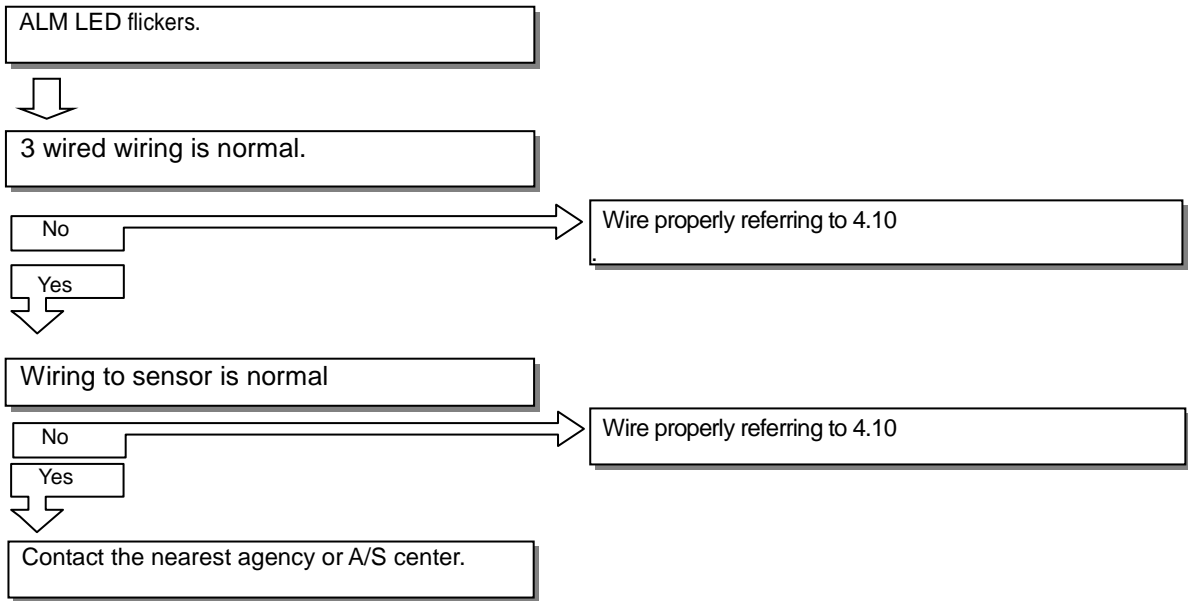 ALM LED flickers.
3 wired wiring is normal.
No
Wire properly referring to 4.10
.
Yes
Wiring to sensor is normal
No
Wire properly referring to 4.10
Yes
Contact the nearest agency or A/S center.